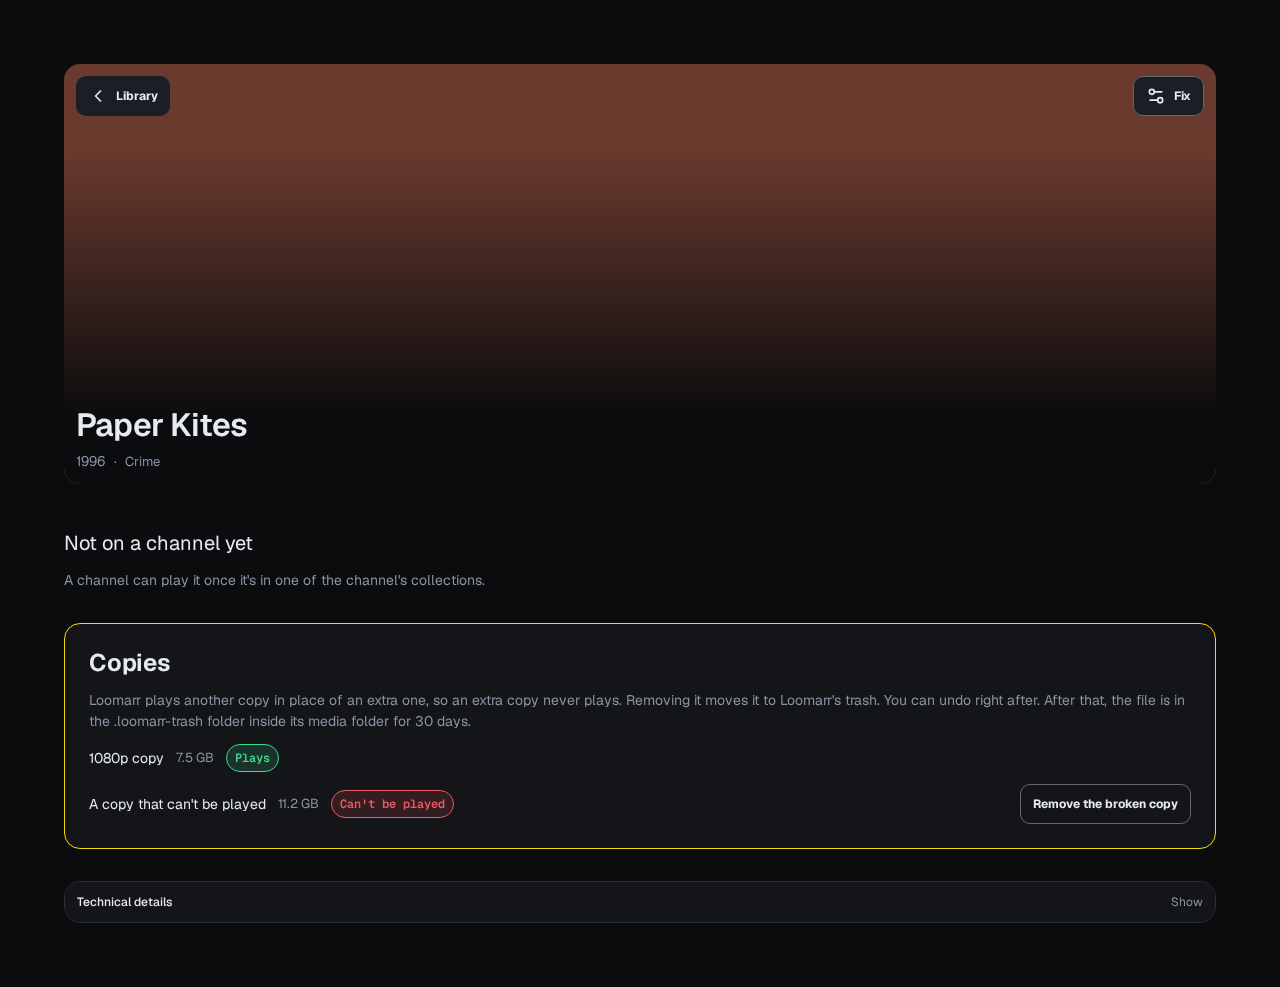 Library
Fix
Paper Kites
1996 · Crime
Not on a channel yet
A channel can play it once it's in one of the channel's collections.
Copies
Loomarr plays another copy in place of an extra one, so an extra copy never plays. Removing it moves it to Loomarr's trash. You can undo right after. After that, the file is in
the .loomarr-trash folder inside its media folder for 30 days.
1080p copy 7.5 GB Plays
A copy that can't be played 11.2 GB Can't be played Remove the broken copy
Technical details Show